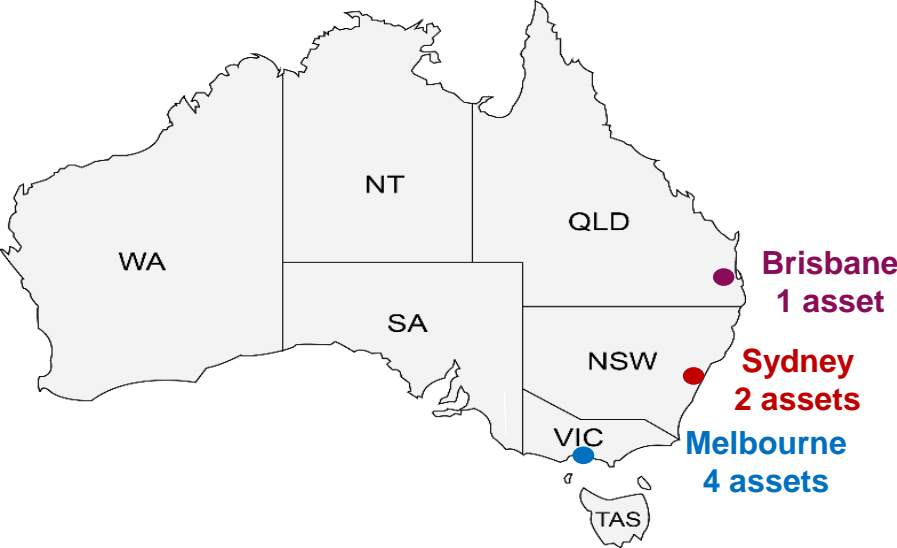 NT
QLD
WA
Brisbane
1 asset
SA
NSW
Sydney
2 assets
VIC
Melbourne
4 assets
TAS